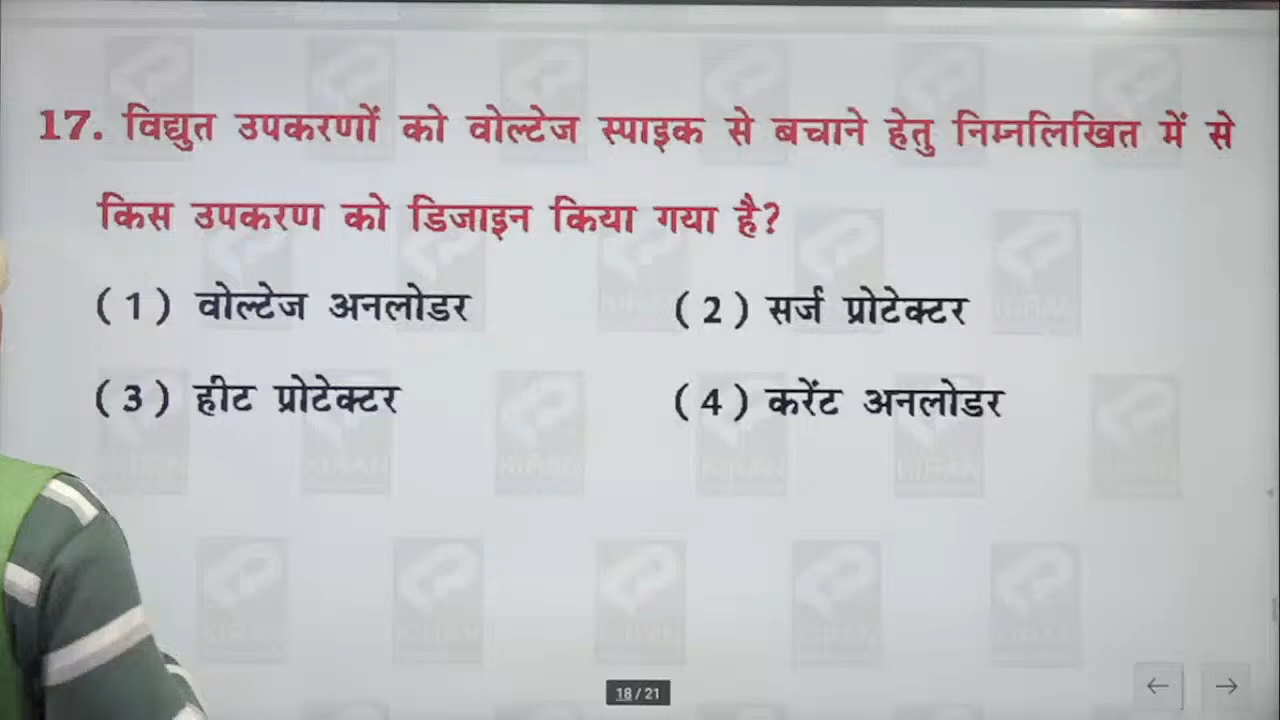 17. विद्युत उपकरणों को वोल्टेज स्पाइक से बचाने हेतु निम्नलिखित में से
किस उपकरण को डिजाइन किया गया है?
(1) वोल्टेज अनलोडर (2) सर्ज प्रोटेक्टर
(3) हीट प्रोटेक्टर (4) करेंट अनलोडर
KIRAN
18 / 21